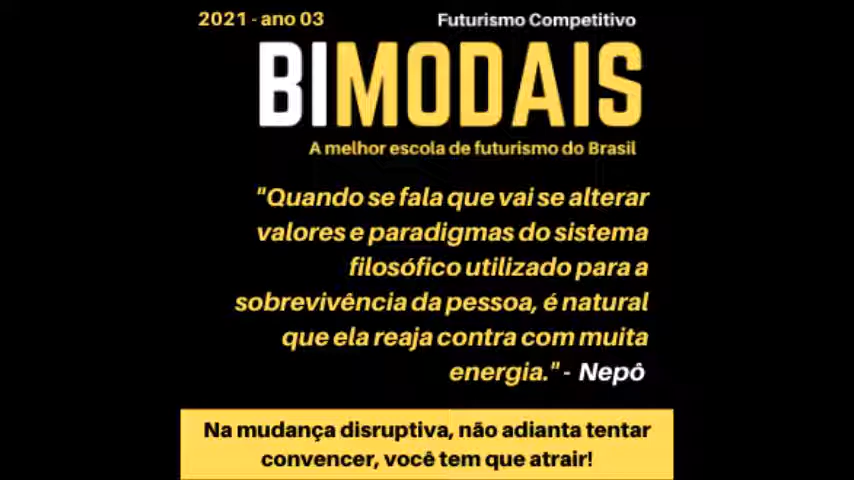 2021 - ano 03
Futurismo Competitivo
BIMODAIS
A melhor escola de futurismo do Brasil
"Quando se fala que vai se alterar
valores e paradigmas do sistema
filosófico utilizado para a
sobrevivência da pessoa, é natural
que ela reaja contra com muita
energia." - Nepô
Na mudança disruptiva, não adianta tentar
convencer, você tem que atrair!